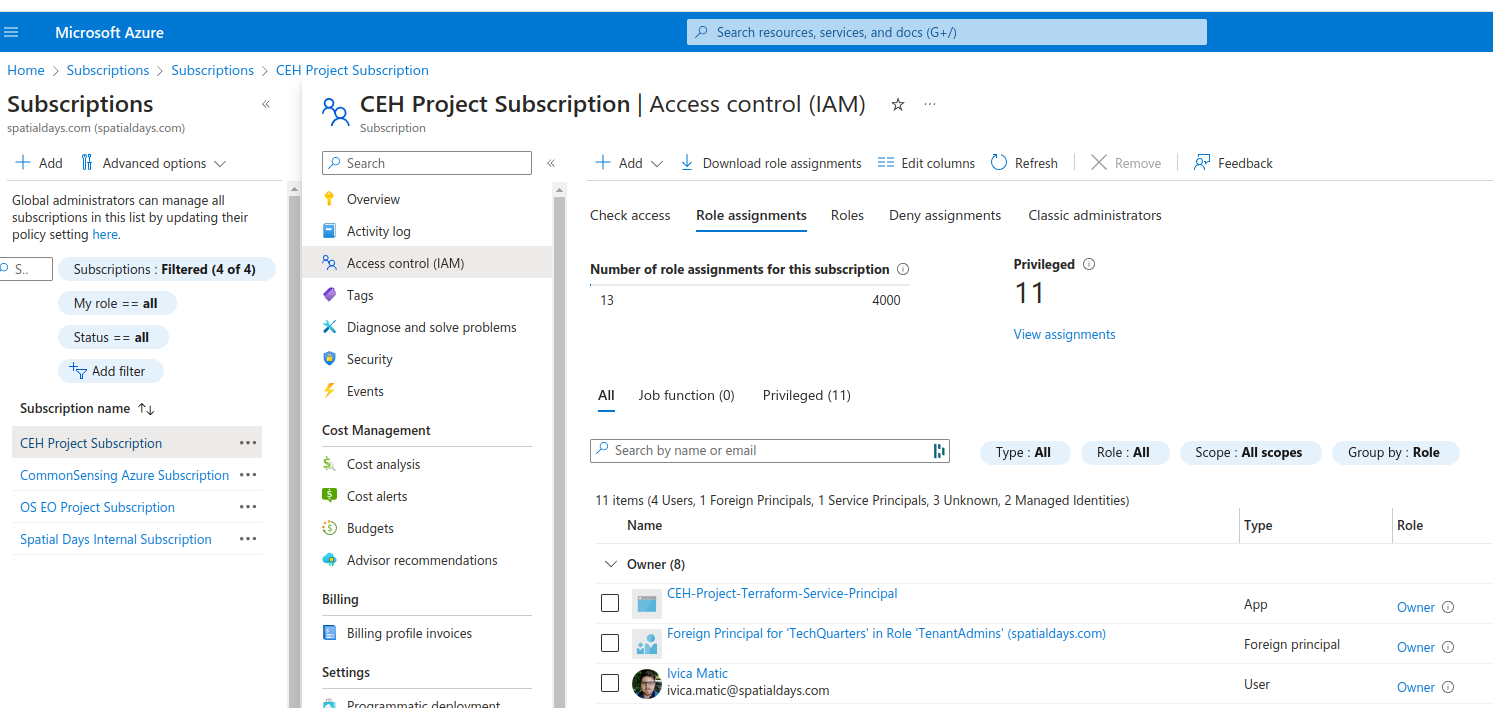 Microsoft Azure
Search resources, services, and docs (G+/)
Home > Subscriptions > Subscriptions > CEH Project Subscription
Subscriptions
spatialdays.com (spatialdays.com)
Add
Advanced options
Global administrators can manage all
subscriptions in this list by updating their
policy setting here.
S..
Subscriptions : Filtered (4 of 4)
My role == all
Status == all
Add filter
Subscription name
CEH Project Subscription
CommonSensing Azure Subscription
OS EO Project Subscription
Spatial Days Internal Subscription
CEH Project Subscription | Access control (IAM)
Subscription
Search
Overview
Activity log
Access control (IAM)
Tags
Diagnose and solve problems
Security
Events
Cost Management
Cost analysis
Cost alerts
Budgets
Advisor recommendations
Billing
Billing profile invoices
Settings
Programmatic deployment
Add
Download role assignments
Edit columns
Refresh
Remove
Feedback
Check access
Role assignments
Roles
Deny assignments
Classic administrators
Number of role assignments for this subscription
13
4000
Privileged
11
View assignments
All
Job function (0)
Privileged (11)
Search by name or email
Type : All
Role : All
Scope : All scopes
Group by : Role
11 items (4 Users, 1 Foreign Principals, 1 Service Principals, 3 Unknown, 2 Managed Identities)
Name
Type
Role
Owner (8)
CEH-Project-Terraform-Service-Principal
App
Owner
Foreign Principal for 'TechQuarters' in Role 'TenantAdmins' (spatialdays.com)
Foreign principal
Owner
Ivica Matic
ivica.matic@spatialdays.com
User
Owner